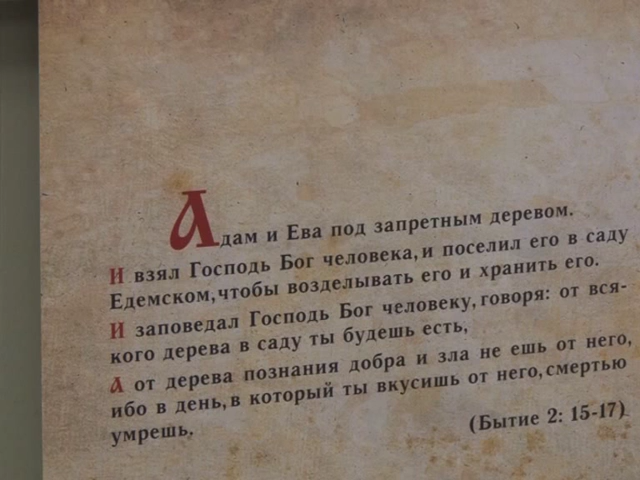 Адам и Ева под запретным деревом.
И взял Господь Бог человека, и поселил его в саду
Едемском, чтобы возделывать его и хранить его.
И заповедал Господь Бог человеку, говоря: от вся-
кого дерева в саду ты будешь есть,
А от дерева познания добра и зла не ешь от него,
ибо в день, в который ты вкусишь от него, смертью
умрешь.
(Бытие 2: 15-17)